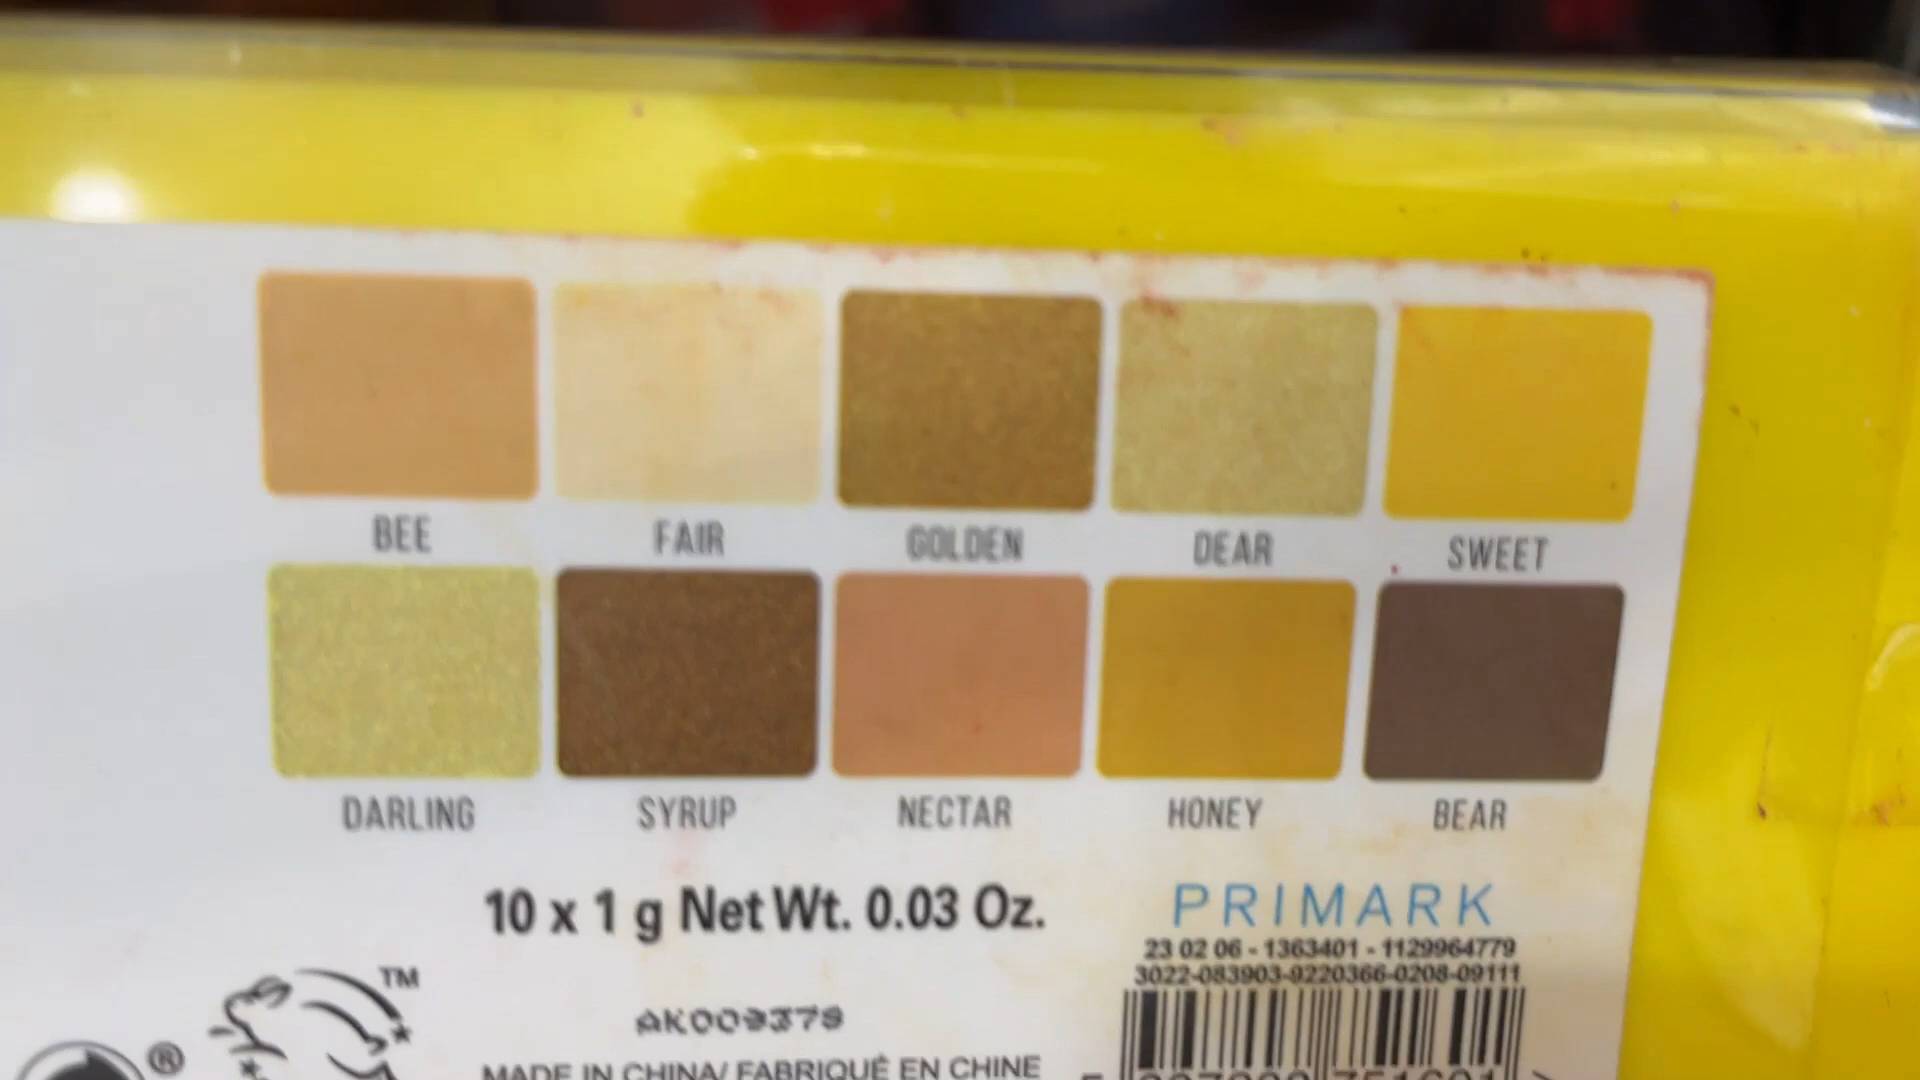 BEE FAIR GOLDEN DEAR SWEET
DARLING SYRUP NECTAR HONEY BEAR
10 x 1 g Net Wt. 0.03 Oz.
PRIMARK
23 02 06 - 1363401 - 1129964779
3022-083903-9220366-0208-09111
TM
AK009379
®
MADE IN CHINA/ FABRIQUÉ EN CHINE